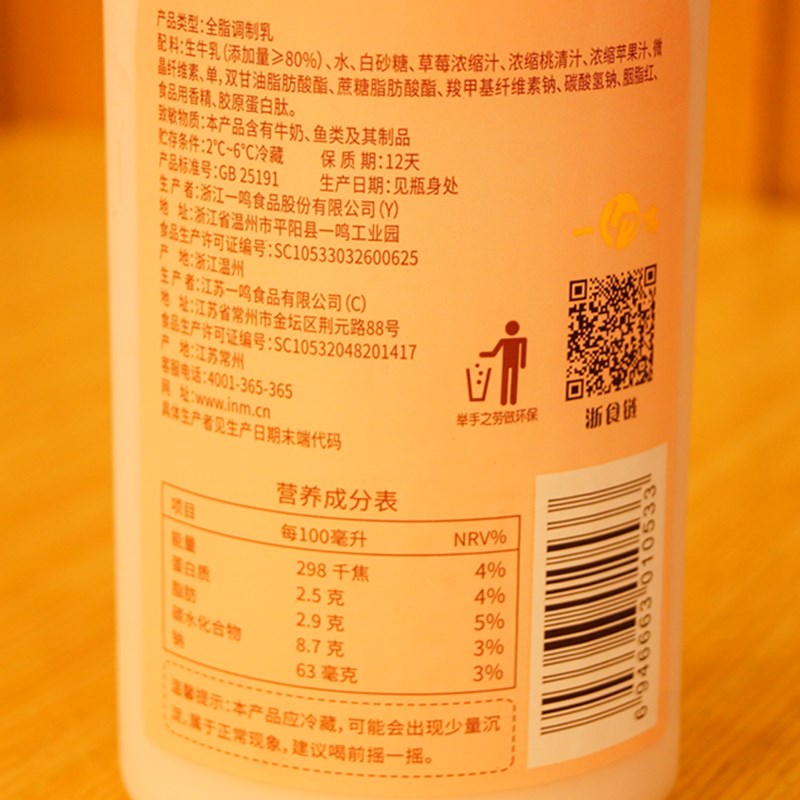 产品类型:全脂调制乳
配料:生牛乳(添加量≥80%)、水、白砂糖、草莓浓缩汁、浓缩桃清汁、浓缩苹果汁、微
晶纤维素、单,双甘油脂肪酸酯、蔗糖脂肪酸酯、羧甲基纤维素钠、碳酸氢钠、胭脂红、
食品用香精、胶原蛋白肽。
致敏物质:本产品含有牛奶、鱼类及其制品
贮存条件:2℃~6℃冷藏 保质期:12天
产品标准号:GB 25191 生产日期:见瓶身处
生产者:浙江一鸣食品股份有限公司(Y)
地 址:浙江省温州市平阳县一鸣工业园
食品生产许可证编号:SC10533032600625
产 地:浙江温州
生产者:江苏一鸣食品有限公司(C)
地 址:江苏省常州市金坛区荆元路88号
食品生产许可证编号:SC10532048201417
产 地:江苏常州
客服电话:4001-365-365
网 址:www.inm.cn
具体生产者见生产日期末端代码
一鸣
举手之劳做环保
浙食链
营养成分表
项目 每100毫升 NRV%
能量 298 千焦 4%
蛋白质 2.5 克 4%
脂肪 2.9 克 5%
碳水化合物 8.7 克 3%
钠 63 毫克 3%
温馨提示:本产品应冷藏,可能会出现少量沉
淀,属于正常现象,建议喝前摇一摇。
6 946663 010533